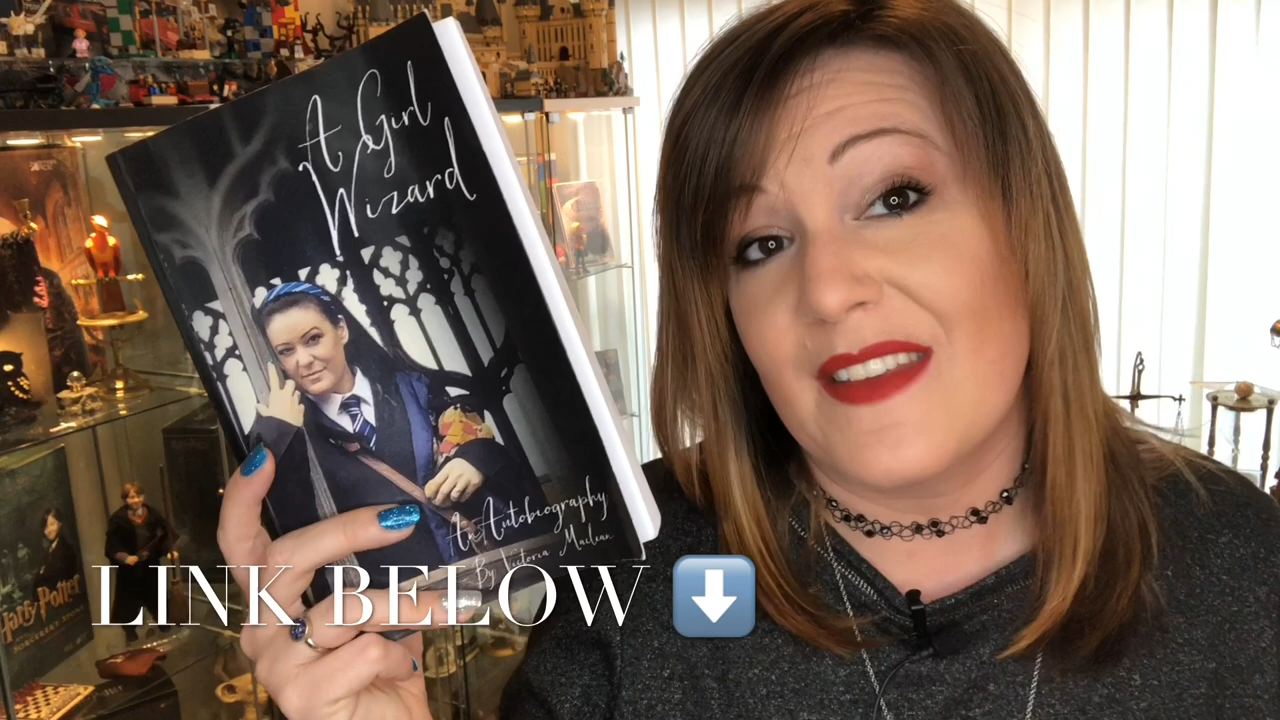 A Girl
Wizard
An Autobiography
By Victoria Maclean
LINK BELOW
Harry Potter